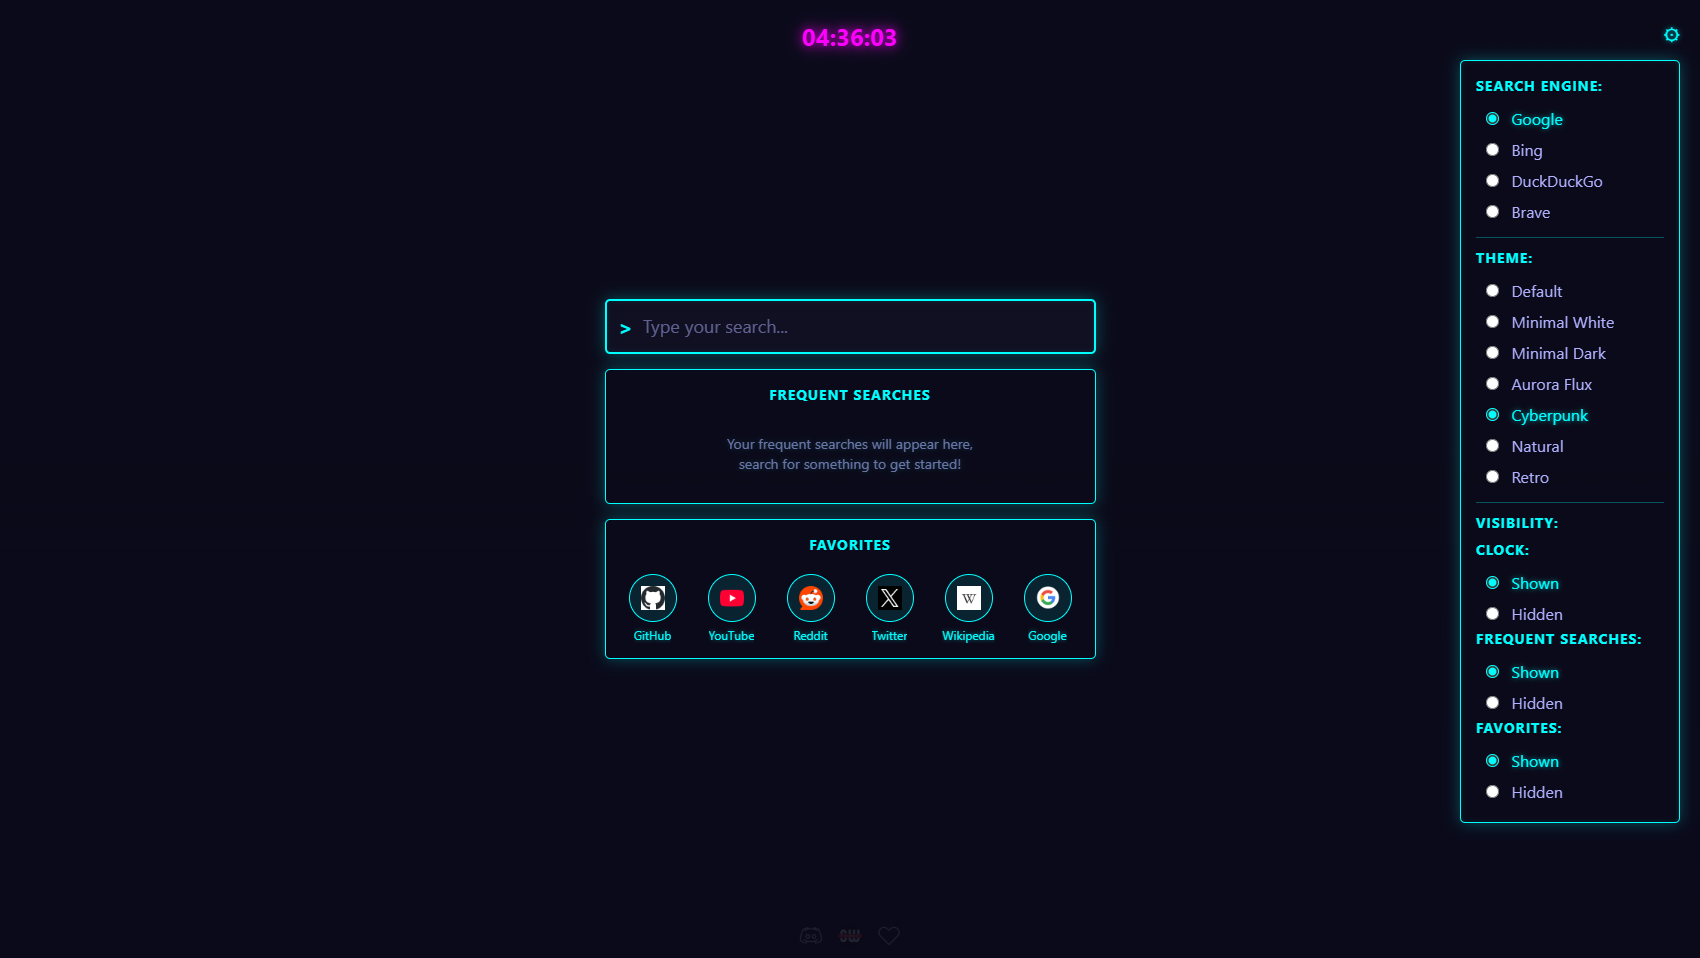 04:36:03
SEARCH ENGINE:
Google
Bing
DuckDuckGo
Brave
THEME:
Default
Minimal White
Minimal Dark
Aurora Flux
Cyberpunk
Natural
Retro
VISIBILITY:
CLOCK:
Shown
Hidden
FREQUENT SEARCHES:
Shown
Hidden
FAVORITES:
Shown
Hidden
> Type your search...
FREQUENT SEARCHES
Your frequent searches will appear here,
search for something to get started!
FAVORITES
W
GitHub YouTube Reddit Twitter Wikipedia Google